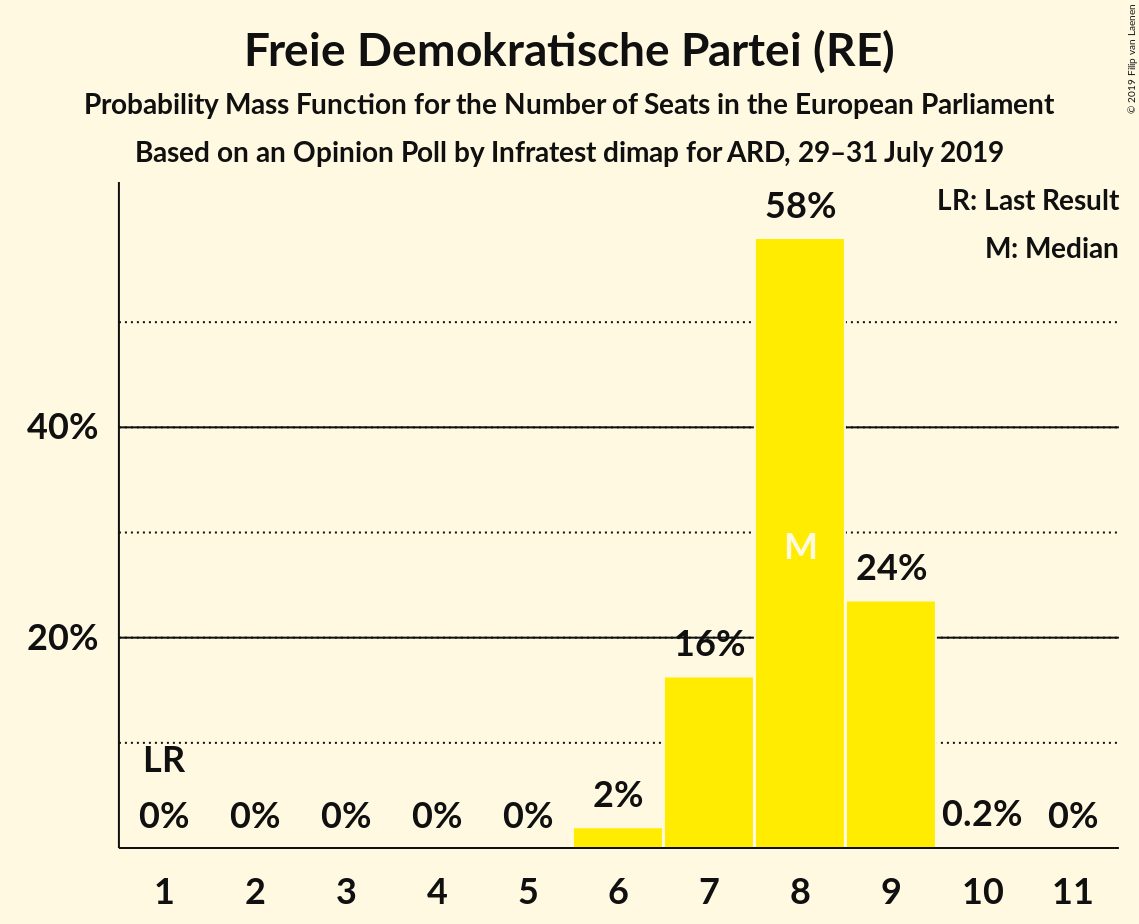 Freie Demokratische Partei (RE)
Probability Mass Function for the Number of Seats in the European Parliament
Based on an Opinion Poll by Infratest dimap for ARD, 29–31 July 2019
© 2019 Filip van Laenen
LR: Last Result
M: Median
58%
40%
M
24%
20%
16%
LR
0% 0% 0% 0% 0% 2% 0.2% 0%
1 2 3 4 5 6 7 8 9 10 11